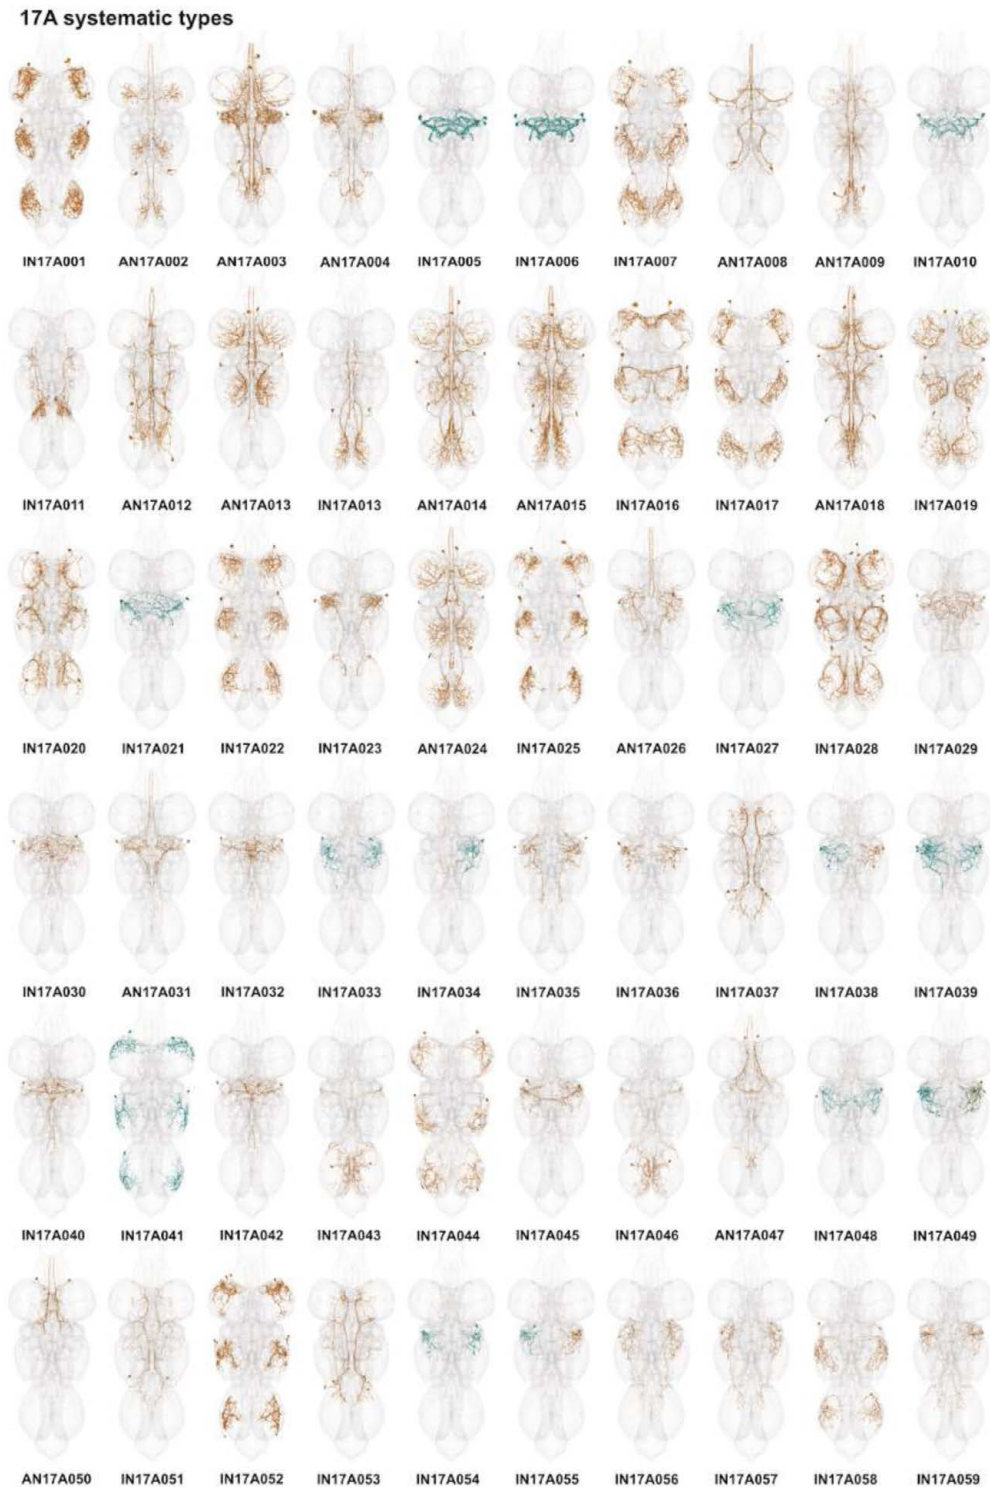 17A systematic types
IN17A001 AN17A002 AN17A003 AN17A004 IN17A005 IN17A006 IN17A007 AN17A008 AN17A009 IN17A010
IN17A011 AN17A012 AN17A013 IN17A013 AN17A014 AN17A015 IN17A016 IN17A017 AN17A018 IN17A019
IN17A020 IN17A021 IN17A022 IN17A023 AN17A024 IN17A025 AN17A026 IN17A027 IN17A028 IN17A029
IN17A030 AN17A031 IN17A032 IN17A033 IN17A034 IN17A035 IN17A036 IN17A037 IN17A038 IN17A039
IN17A040 IN17A041 IN17A042 IN17A043 IN17A044 IN17A045 IN17A046 AN17A047 IN17A048 IN17A049
AN17A050 IN17A051 IN17A052 IN17A053 IN17A054 IN17A055 IN17A056 IN17A057 IN17A058 IN17A059